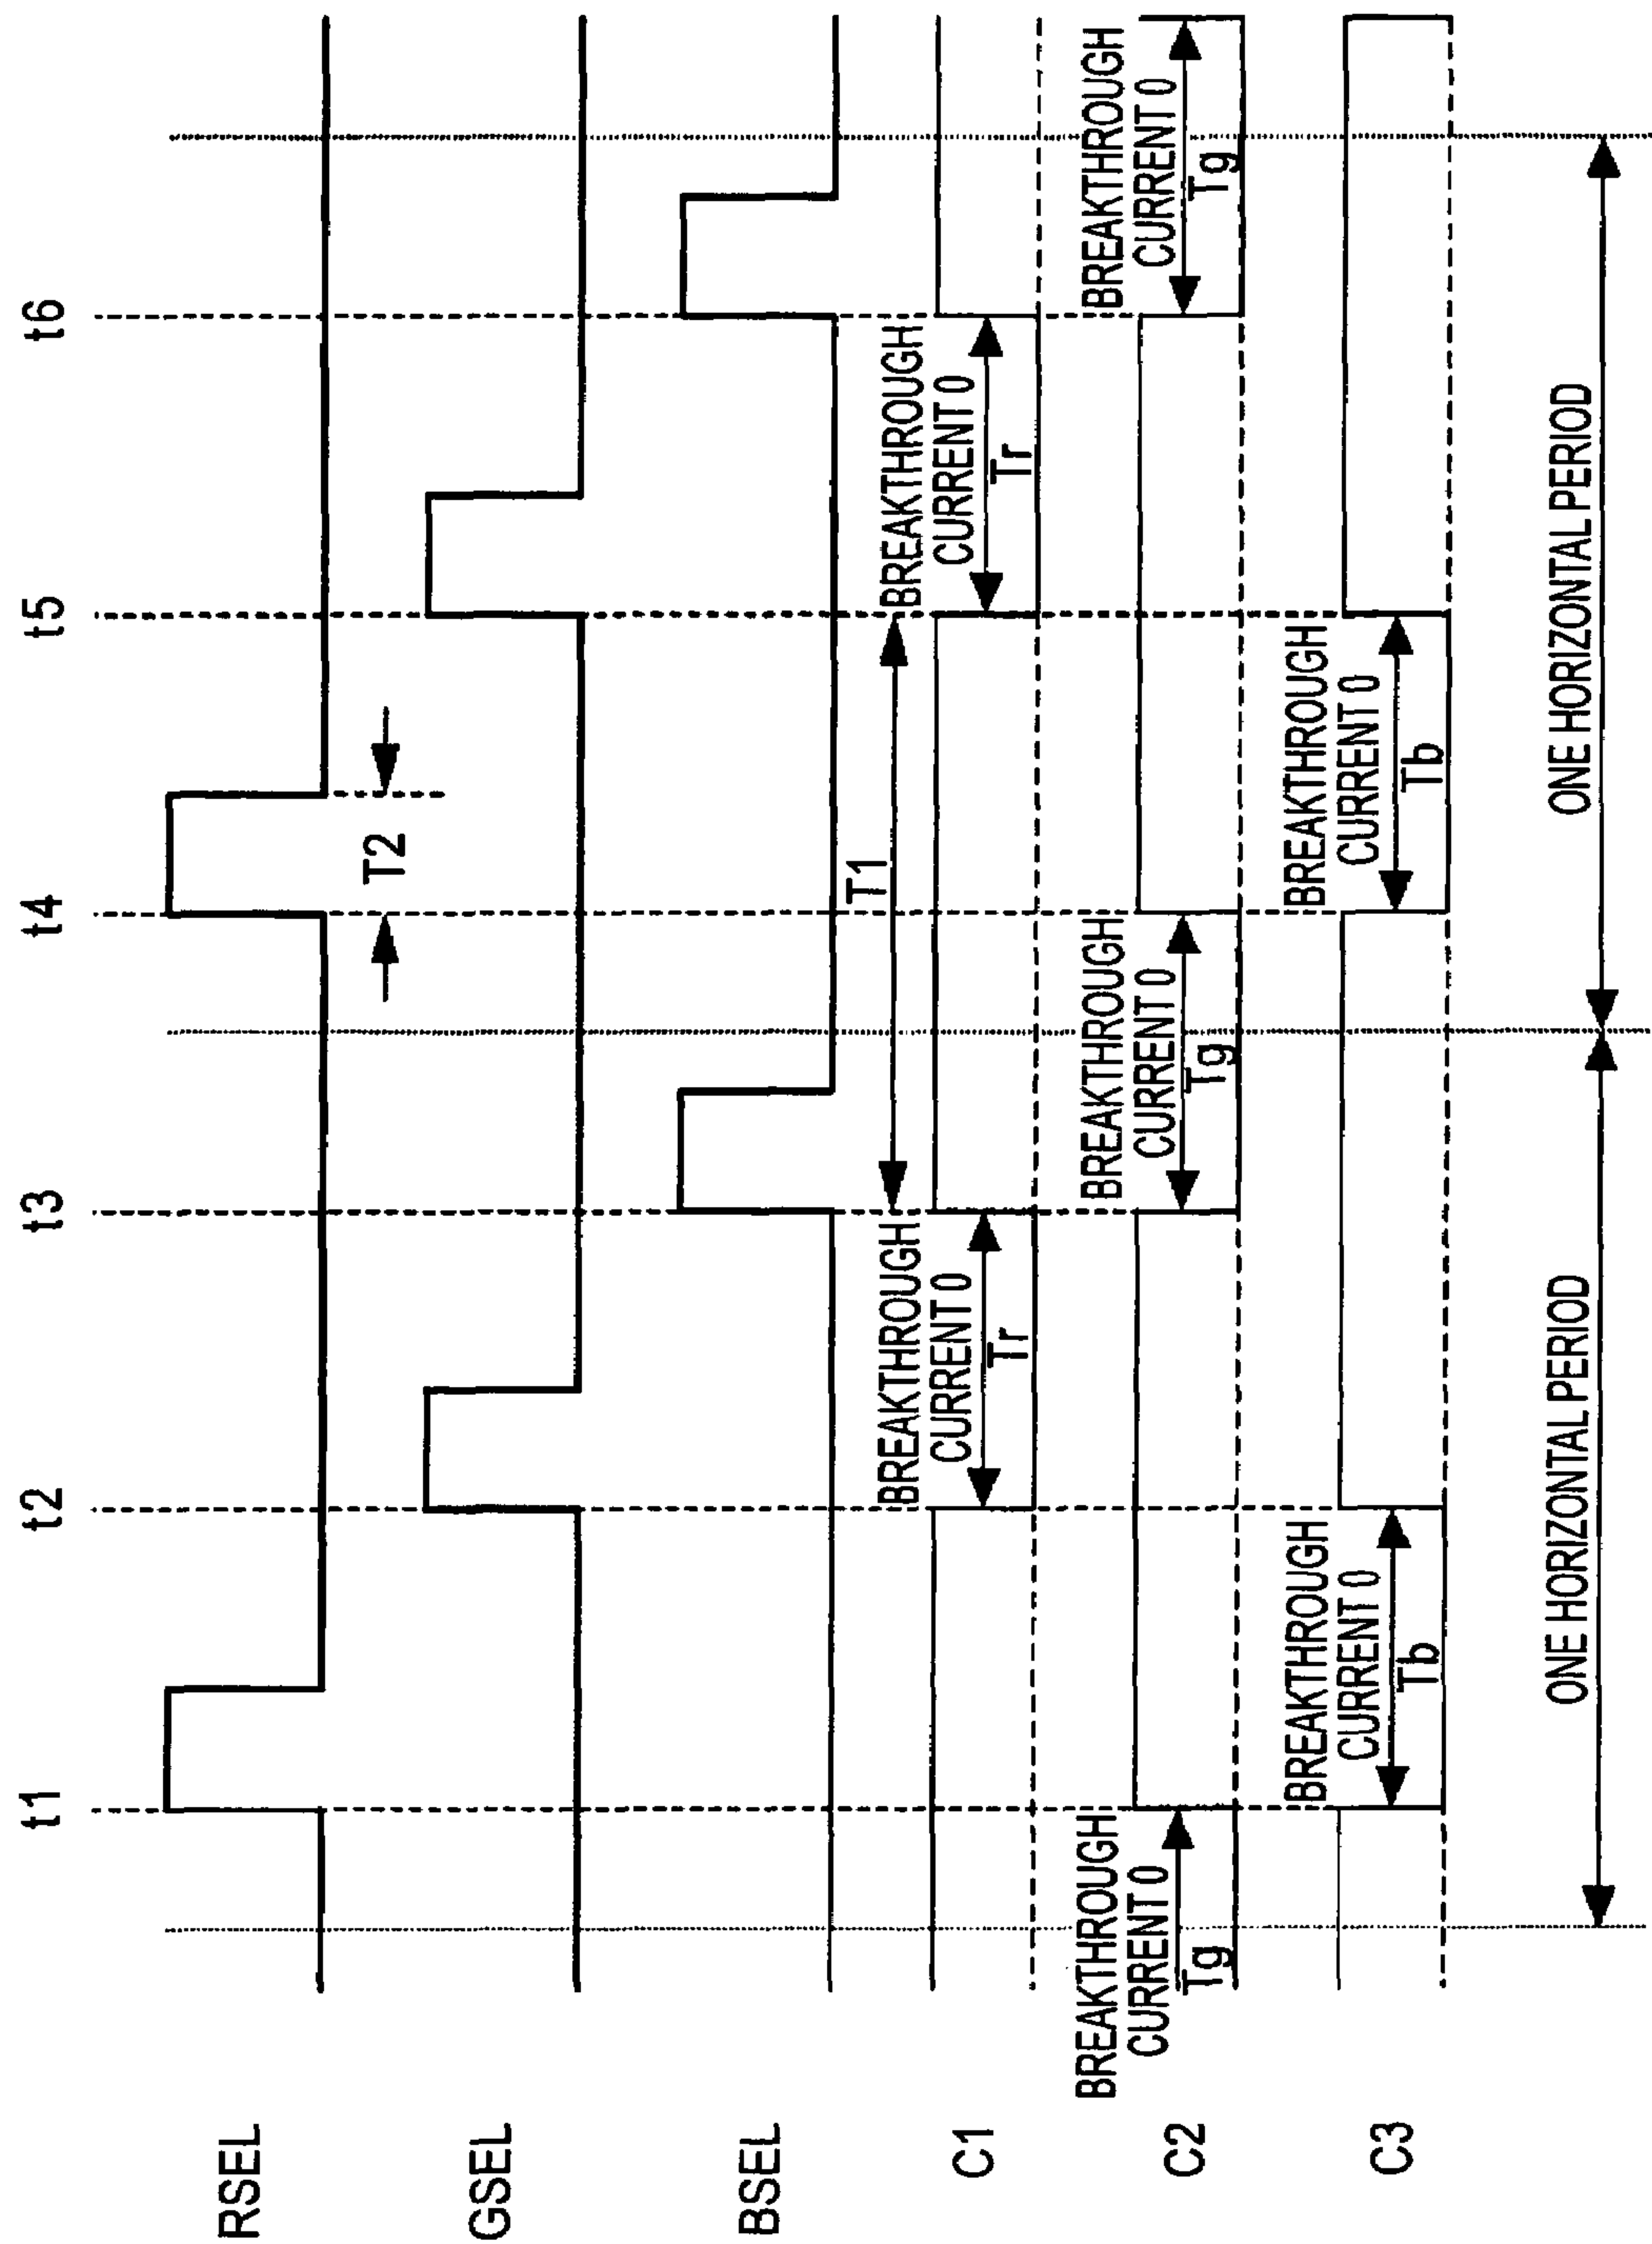 t1
t2
t3
t4
t5
t6
RSEL
T2
GSEL
BSEL
T1
C1
BREAKTHROUGH
CURRENT 0
Tr
BREAKTHROUGH
CURRENT 0
Tr
C2
BREAKTHROUGH
CURRENT 0
Tg
BREAKTHROUGH
CURRENT 0
Tg
BREAKTHROUGH
CURRENT 0
Tg
C3
BREAKTHROUGH
CURRENT 0
Tb
BREAKTHROUGH
CURRENT 0
Tb
ONE HORIZONTAL PERIOD
ONE HORIZONTAL PERIOD